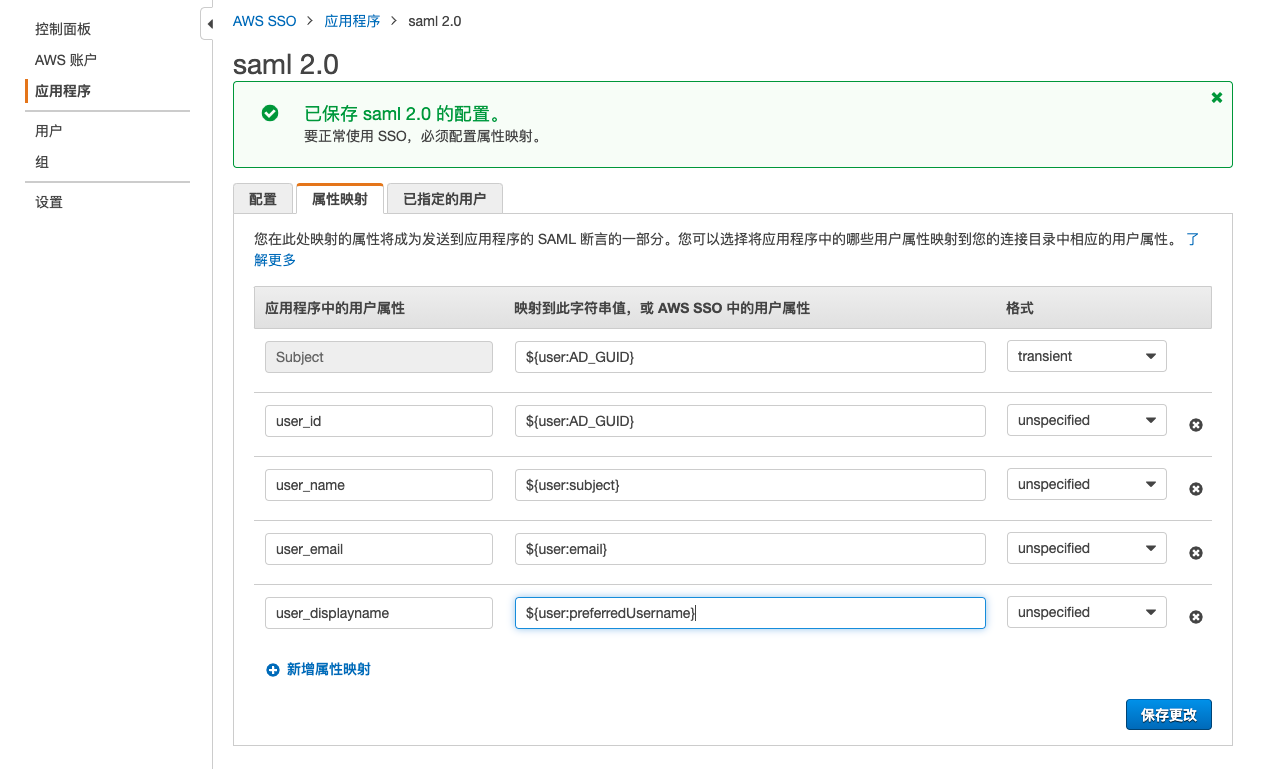 控制面板
AWS 账户
应用程序
用户
组
设置
AWS SSO > 应用程序 > saml 2.0
saml 2.0
已保存 saml 2.0 的配置。
要正常使用 SSO，必须配置属性映射。
配置 属性映射 已指定的用户
您在此处映射的属性将成为发送到应用程序的 SAML 断言的一部分。您可以选择将应用程序中的哪些用户属性映射到您的连接目录中相应的用户属性。 了
解更多
应用程序中的用户属性 映射到此字符串值，或 AWS SSO 中的用户属性 格式
Subject ${user:AD_GUID} transient
user_id ${user:AD_GUID} unspecified
user_name ${user:subject} unspecified
user_email ${user:email} unspecified
user_displayname ${user:preferredUsername} unspecified
新增属性映射
保存更改